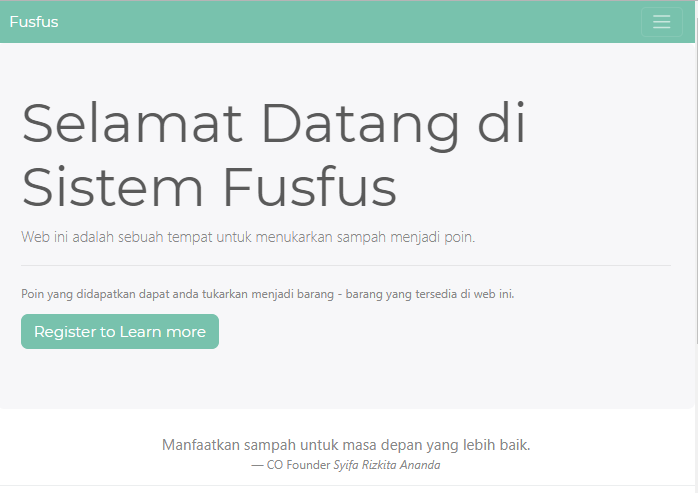 Fusfus
Selamat Datang di
Sistem Fusfus
Web ini adalah sebuah tempat untuk menukarkan sampah menjadi poin.
Poin yang didapatkan dapat anda tukarkan menjadi barang - barang yang tersedia di web ini.
Register to Learn more
Manfaatkan sampah untuk masa depan yang lebih baik.
— CO Founder Syifa Rizkita Ananda